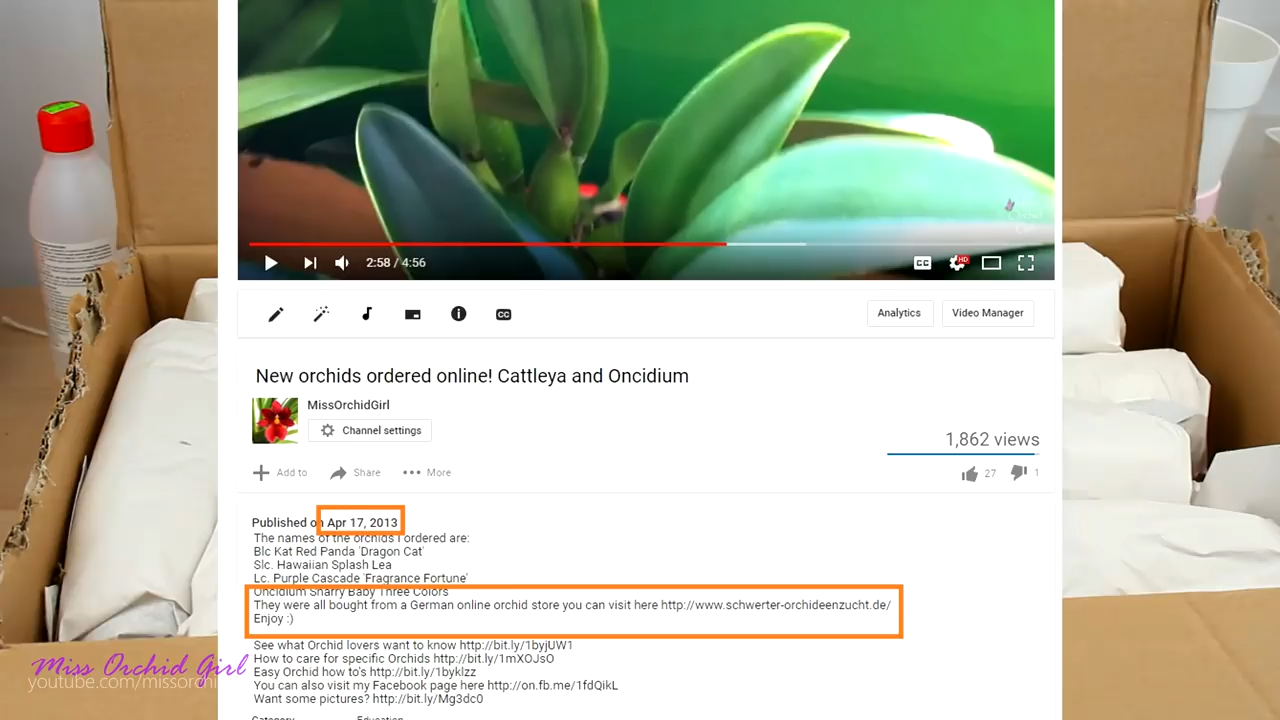 2:58 / 4:56
CC
HD
CC
Analytics
Video Manager
New orchids ordered online! Cattleya and Oncidium
MissOrchidGirl
Channel settings
1,862 views
Add to
Share
More
27
1
Published on Apr 17, 2013
The names of the orchids I ordered are:
Blc Kat Red Panda 'Dragon Cat'
Slc. Hawaiian Splash Lea
Lc. Purple Cascade 'Fragrance Fortune'
Oncidium Sharry Baby Three Colors
They were all bought from a German online orchid store you can visit here http://www.schwerter-orchideenzucht.de/
Enjoy :)
See what Orchid lovers want to know http://bit.ly/1byjUW1
How to care for specific Orchids http://bit.ly/1mXOJsO
Easy Orchid how to's http://bit.ly/1byklzz
You can also visit my Facebook page here http://on.fb.me/1fdQikL
Want some pictures? http://bit.ly/Mg3dc0
Category Education
Miss Orchid Girl
youtube.com/missorchi